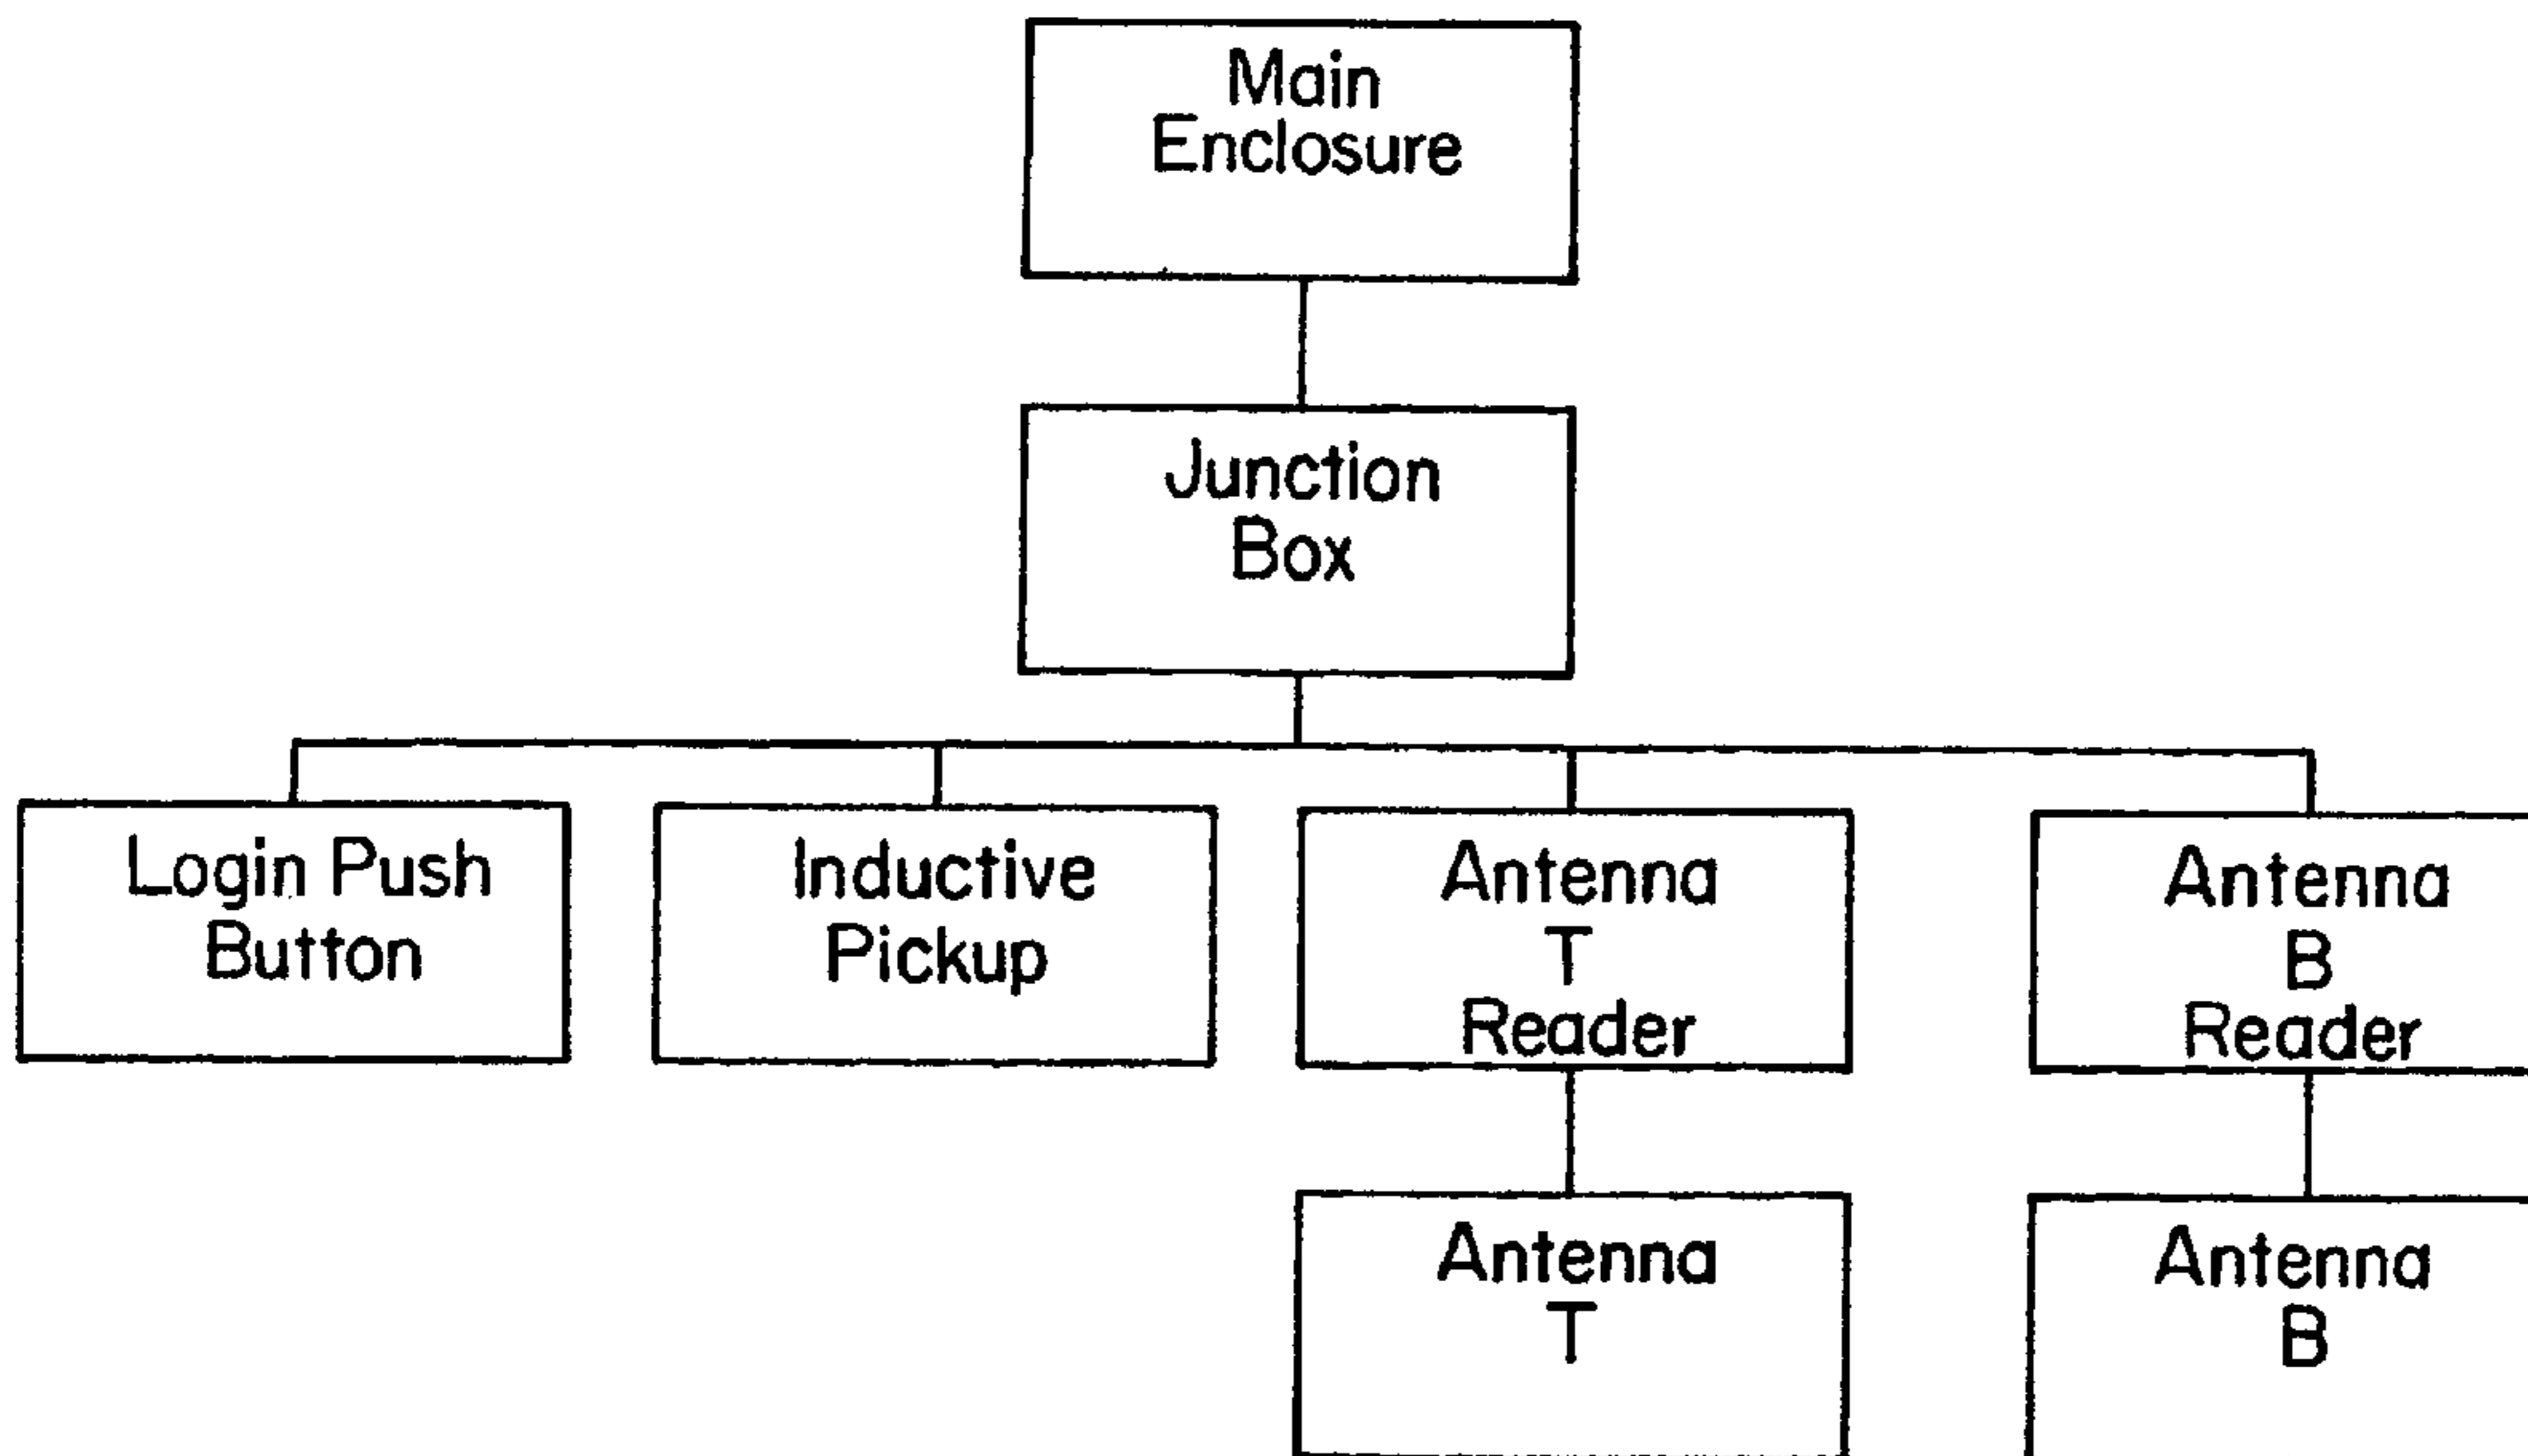 Main
Enclosure
Junction
Box
Login Push
Button
Inductive
Pickup
Antenna
T
Reader
Antenna
B
Reader
Antenna
T
Antenna
B